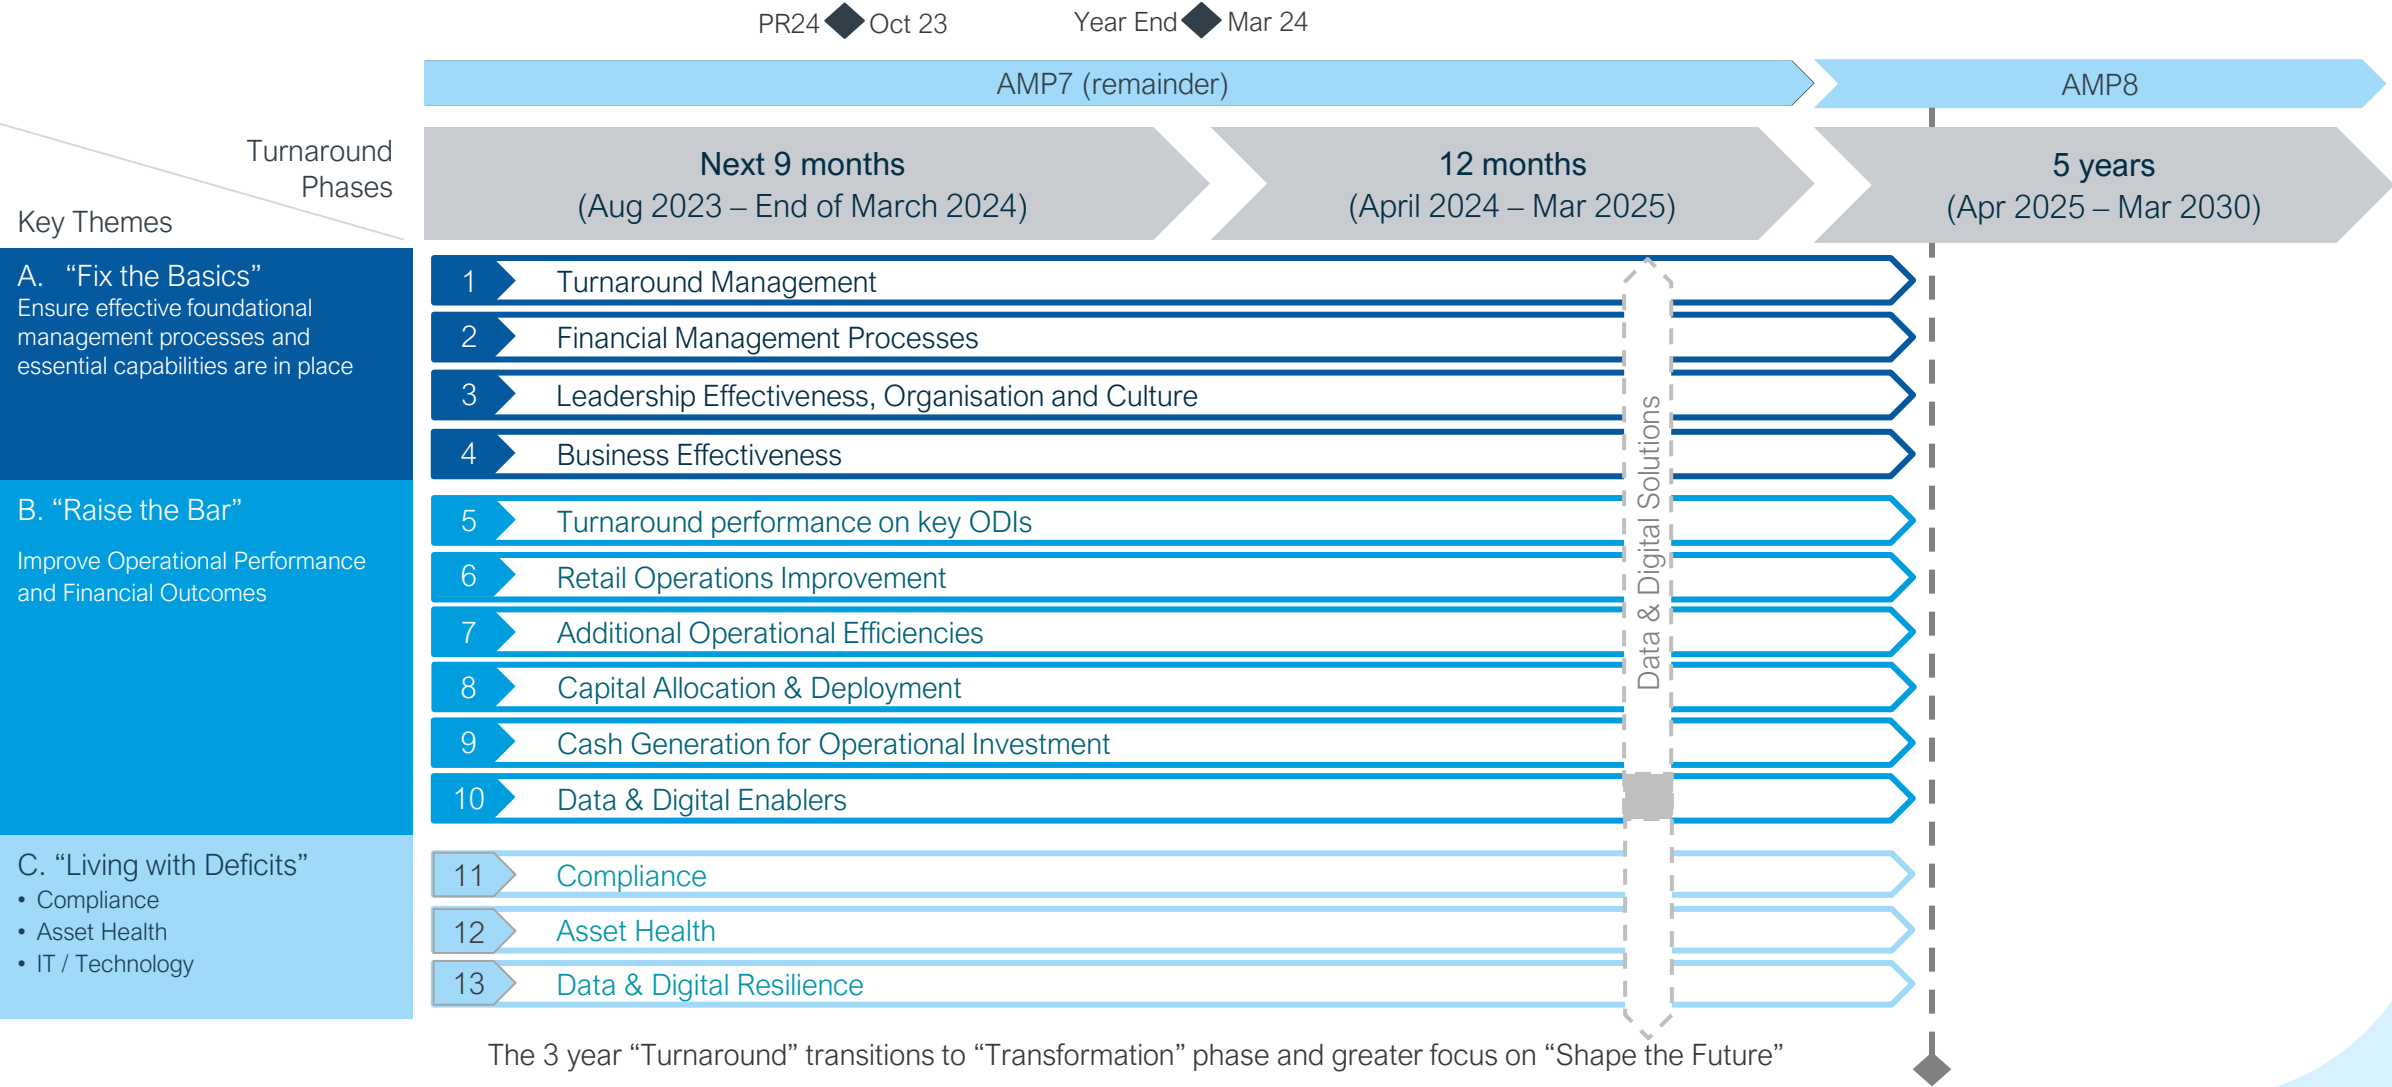 PR24 Oct 23
Year End Mar 24
AMP7 (remainder)
AMP8
Turnaround
Phases
Key Themes
Next 9 months
(Aug 2023 – End of March 2024)
12 months
(April 2024 – Mar 2025)
5 years
(Apr 2025 – Mar 2030)
A. “Fix the Basics”
Ensure effective foundational
management processes and
essential capabilities are in place
1 Turnaround Management
2 Financial Management Processes
3 Leadership Effectiveness, Organisation and Culture
4 Business Effectiveness
B. “Raise the Bar”
Improve Operational Performance
and Financial Outcomes
5 Turnaround performance on key ODIs
6 Retail Operations Improvement
7 Additional Operational Efficiencies
8 Capital Allocation & Deployment
9 Cash Generation for Operational Investment
10 Data & Digital Enablers
Data & Digital Solutions
C. “Living with Deficits”
• Compliance
• Asset Health
• IT / Technology
11 Compliance
12 Asset Health
13 Data & Digital Resilience
The 3 year “Turnaround” transitions to “Transformation” phase and greater focus on “Shape the Future”